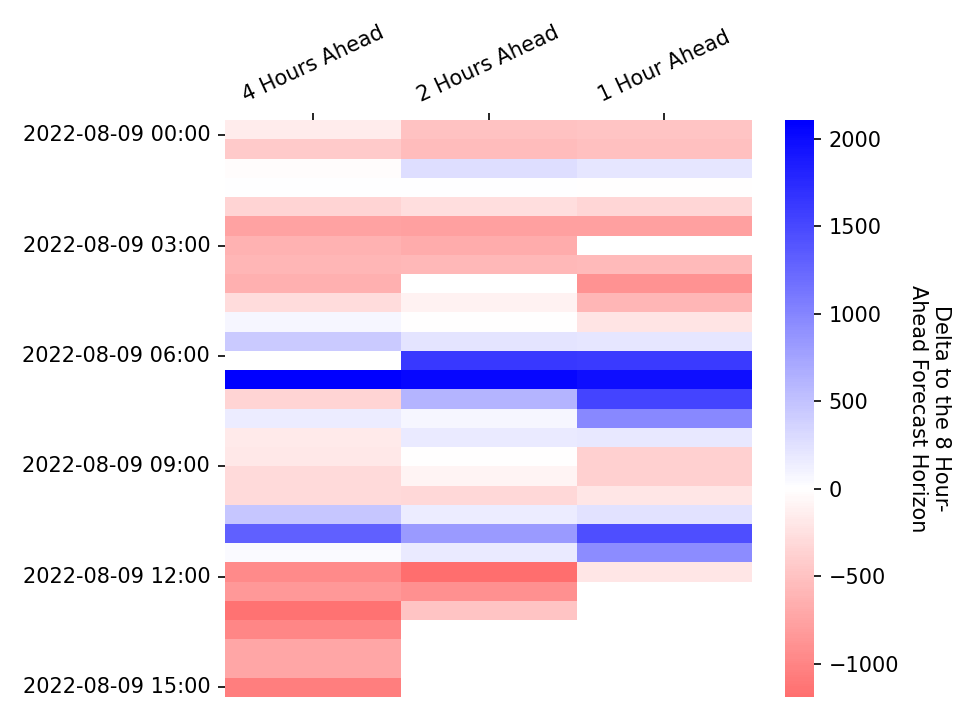 4 Hours Ahead
2 Hours Ahead
1 Hour Ahead
2022-08-09 00:00
2022-08-09 03:00
2022-08-09 06:00
2022-08-09 09:00
2022-08-09 12:00
2022-08-09 15:00
2000
1500
1000
500
0
−500
−1000
Delta to the 8 Hour-
Ahead Forecast Horizon